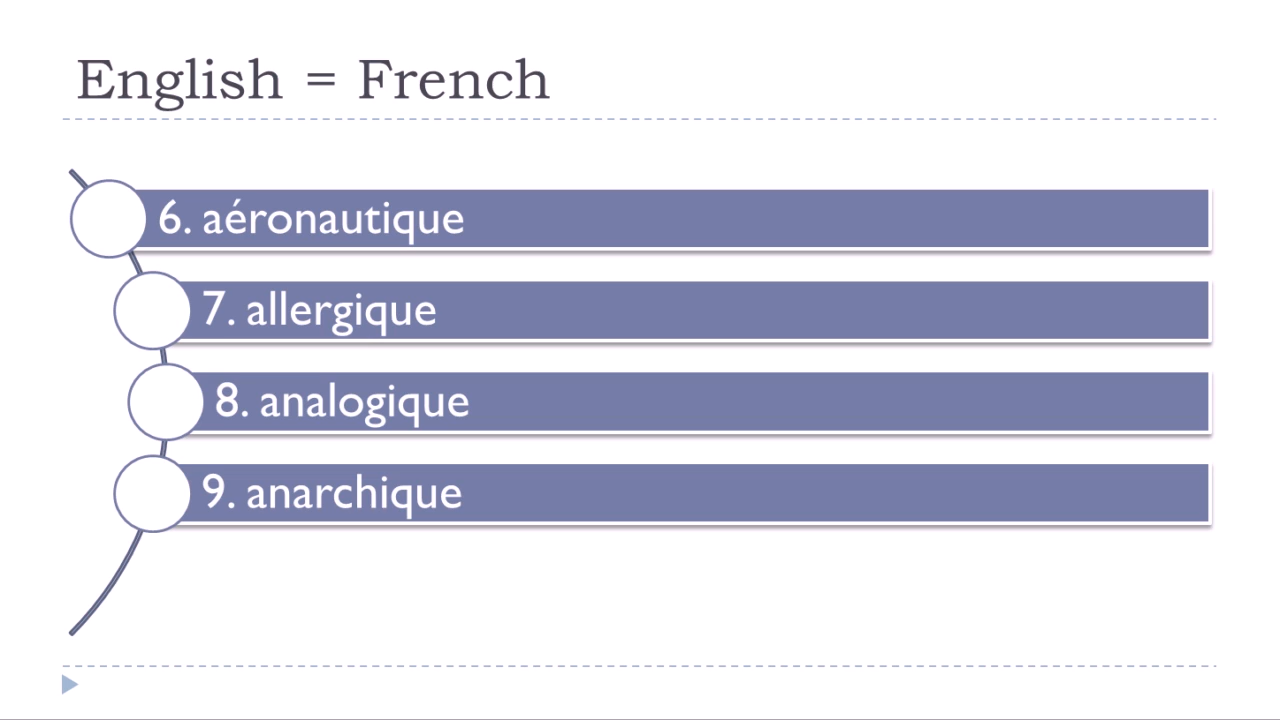 English = French
6. aéronautique
7. allergique
8. analogique
9. anarchique